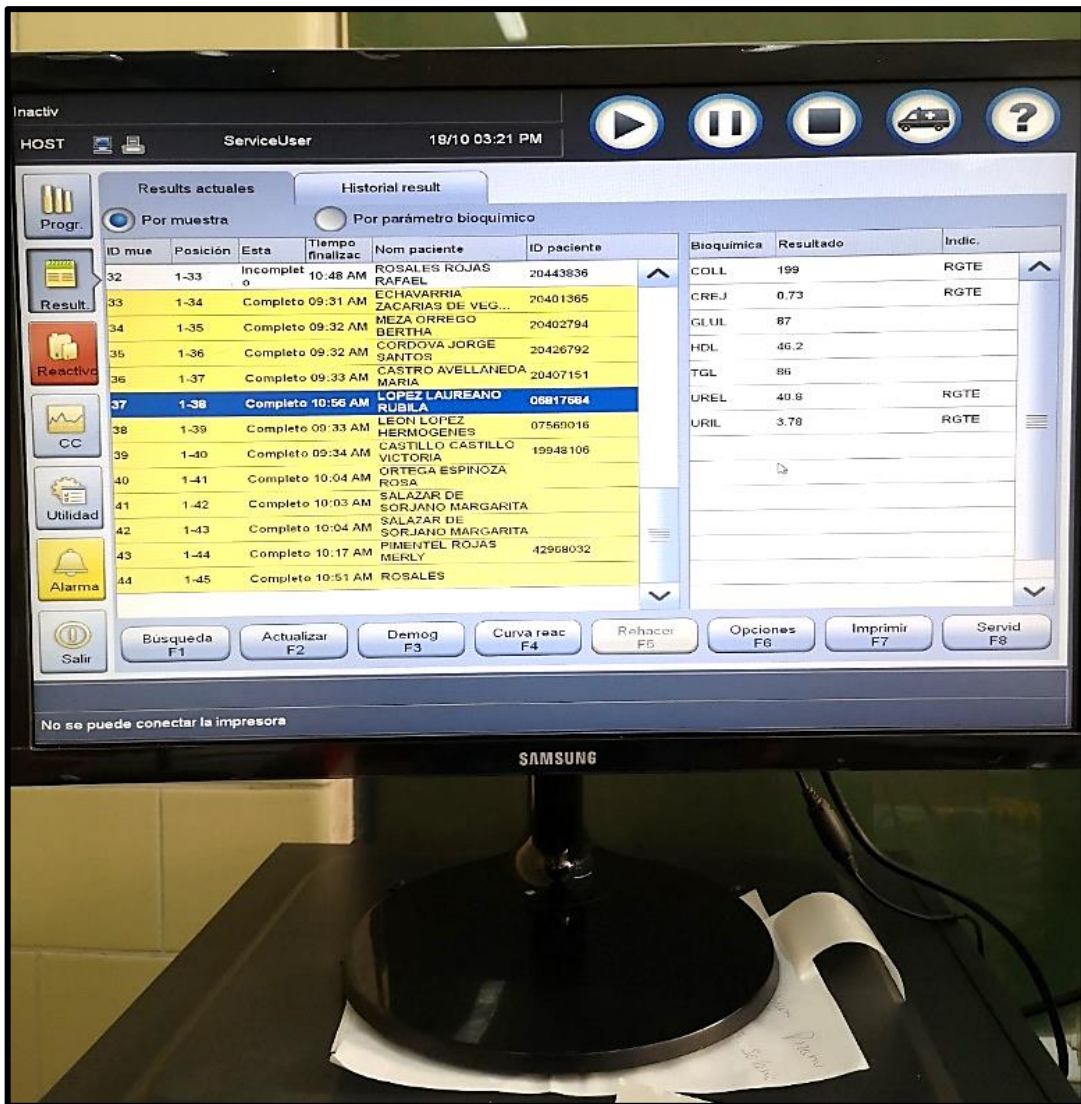 Inactiv
HOST ServiceUser 18/10 03:21 PM
?
Results actuales Historial result
Por muestra Por parámetro bioquímico
Progr.
Result.
Reactivo
CC
Utilidad
Alarma
Salir
ID mue Posición Esta Tiempo finalizac Nom paciente ID paciente
32 1-33 Incompleto 10:48 AM ROSALES ROJAS RAFAEL 20443836
33 1-34 Completo 09:31 AM ECHAVARRIA ZACARIAS DE VEG... 20401365
34 1-35 Completo 09:32 AM MEZA ORREGO BERTHA 20402794
35 1-36 Completo 09:32 AM CORDOVA JORGE SANTOS 20426792
36 1-37 Completo 09:33 AM CASTRO AVELLANEDA MARIA 20407151
37 1-38 Completo 10:56 AM LOPEZ LAUREANO RUBILA 06817684
38 1-39 Completo 09:33 AM LEON LOPEZ HERMOGENES 07569016
39 1-40 Completo 09:34 AM CASTILLO CASTILLO VICTORIA 19948106
40 1-41 Completo 10:04 AM ORTEGA ESPINOZA ROSA
41 1-42 Completo 10:03 AM SALAZAR DE SORJANO MARGARITA
42 1-43 Completo 10:04 AM SALAZAR DE SORJANO MARGARITA
43 1-44 Completo 10:17 AM PIMENTEL ROJAS MERLY 42968032
44 1-45 Completo 10:51 AM ROSALES
Bioquímica Resultado Indic.
COLL 199 RGTE
CREJ 0.73 RGTE
GLUL 87
HDL 46.2
TGL 86
UREL 40.8 RGTE
URIL 3.78 RGTE
Búsqueda F1
Actualizar F2
Demog F3
Curva reac F4
Rehacer F5
Opciones F6
Imprimir F7
Servid F8
No se puede conectar la impresora
SAMSUNG